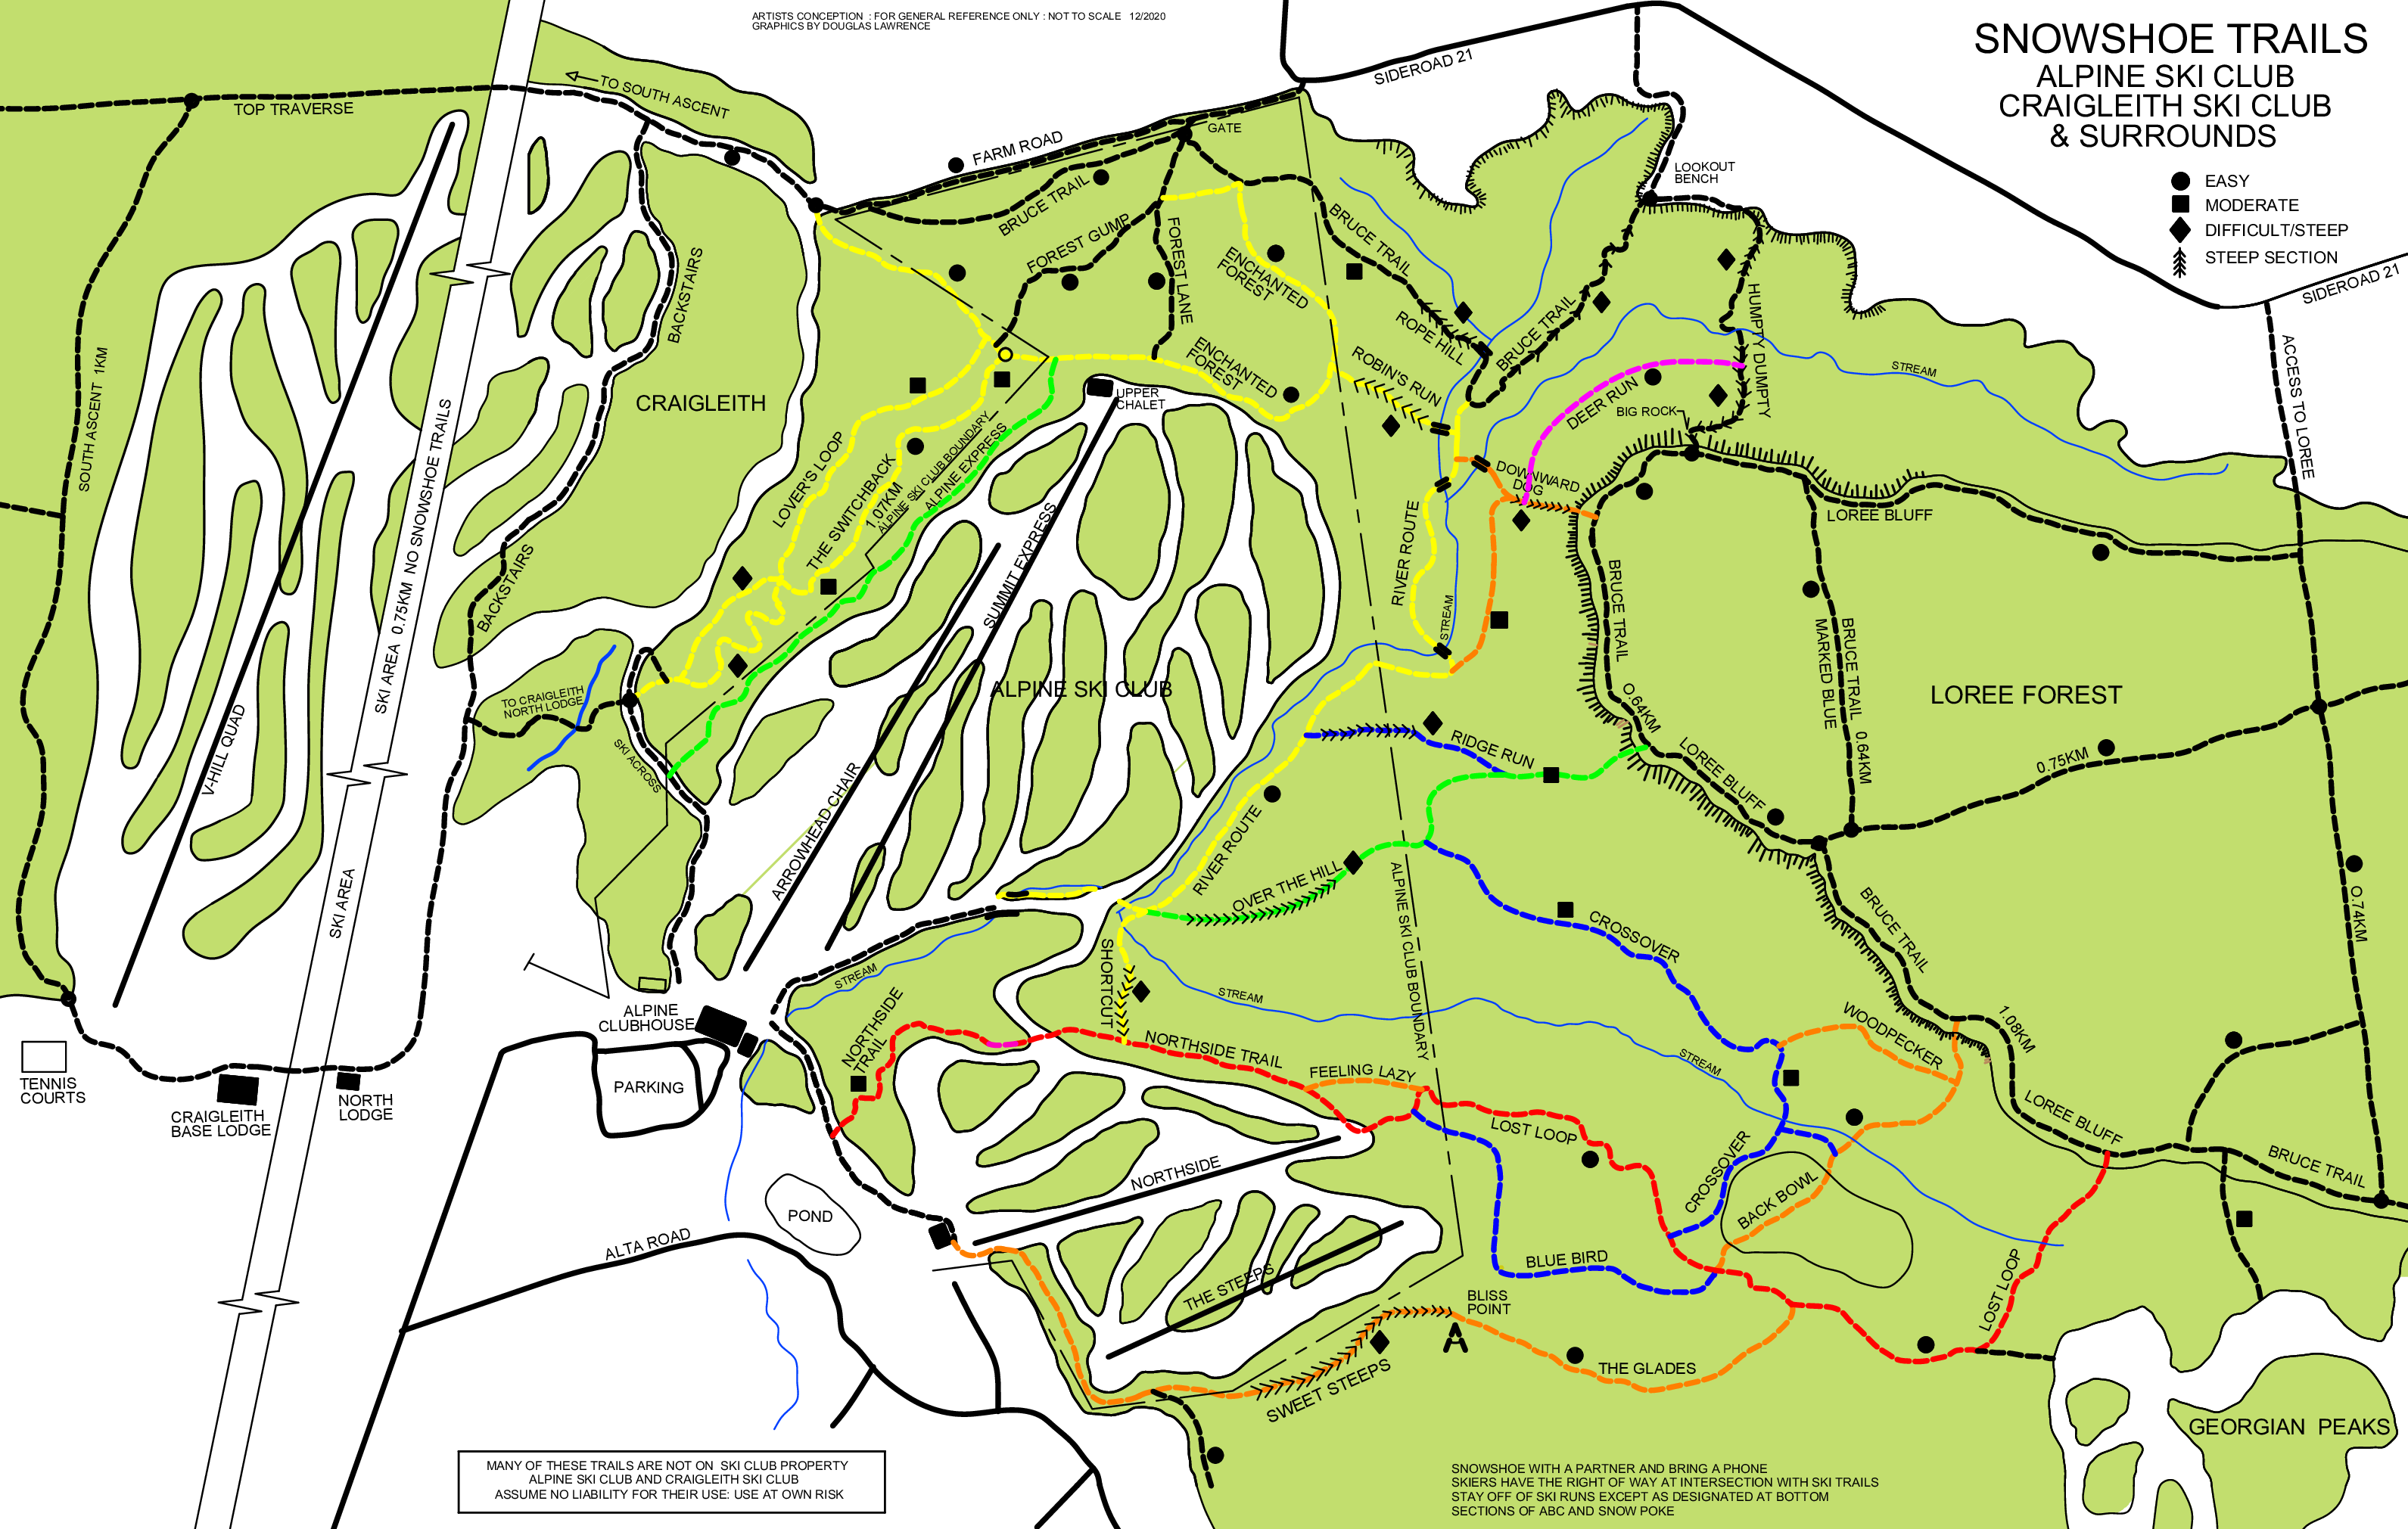 ARTISTS CONCEPTION : FOR GENERAL REFERENCE ONLY : NOT TO SCALE 12/2020
GRAPHICS BY DOUGLAS LAWRENCE
SNOWSHOE TRAILS
ALPINE SKI CLUB
CRAIGLEITH SKI CLUB
& SURROUNDS
EASY
MODERATE
DIFFICULT/STEEP
STEEP SECTION
SIDEROAD 21
SIDEROAD 21
TO SOUTH ASCENT
TOP TRAVERSE
FARM ROAD
GATE
LOOKOUT
BENCH
BRUCE TRAIL
FOREST GUMP
FOREST LANE
ENCHANTED
FOREST
BRUCE TRAIL
ROPE HILL
BRUCE TRAIL
HUMPTY DUMPTY
STREAM
ACCESS TO LOREE
BACKSTAIRS
SOUTH ASCENT 1KM
CRAIGLEITH
ENCHANTED
FOREST
ROBIN'S RUN
UPPER
CHALET
DEER RUN
BIG ROCK
LOVER'S LOOP
THE SWITCHBACK
1.07KM
ALPINE SKI CLUB BOUNDARY
ALPINE EXPRESS
DOWNWARD
DOG
LOREE BLUFF
SKI AREA 0.75KM NO SNOWSHOE TRAILS
BACKSTAIRS
SUMMIT EXPRESS
RIVER ROUTE
STREAM
BRUCE TRAIL
0.64KM
BRUCE TRAIL 0.64KM
MARKED BLUE
LOREE FOREST
TO CRAIGLEITH
NORTH LODGE
ALPINE SKI CLUB
SKI ACROSS
V-HILL QUAD
RIDGE RUN
LOREE BLUFF
0.75KM
ARROWHEAD CHAIR
RIVER ROUTE
OVER THE HILL
ALPINE SKI CLUB BOUNDARY
CROSSOVER
BRUCE TRAIL
0.74KM
SKI AREA
STREAM
SHORTCUT
STREAM
ALPINE
CLUBHOUSE
NORTHSIDE
TRAIL
NORTHSIDE TRAIL
FEELING LAZY
STREAM
WOODPECKER
1.08KM
TENNIS
COURTS
CRAIGLEITH
BASE LODGE
NORTH
LODGE
PARKING
LOST LOOP
CROSSOVER
BACK BOWL
LOREE BLUFF
BRUCE TRAIL
NORTHSIDE
POND
ALTA ROAD
THE STEEPS
BLUE BIRD
LOST LOOP
BLISS
POINT
SWEET STEEPS
THE GLADES
GEORGIAN PEAKS
MANY OF THESE TRAILS ARE NOT ON SKI CLUB PROPERTY
ALPINE SKI CLUB AND CRAIGLEITH SKI CLUB
ASSUME NO LIABILITY FOR THEIR USE: USE AT OWN RISK
SNOWSHOE WITH A PARTNER AND BRING A PHONE
SKIERS HAVE THE RIGHT OF WAY AT INTERSECTION WITH SKI TRAILS
STAY OFF OF SKI RUNS EXCEPT AS DESIGNATED AT BOTTOM
SECTIONS OF ABC AND SNOW POKE